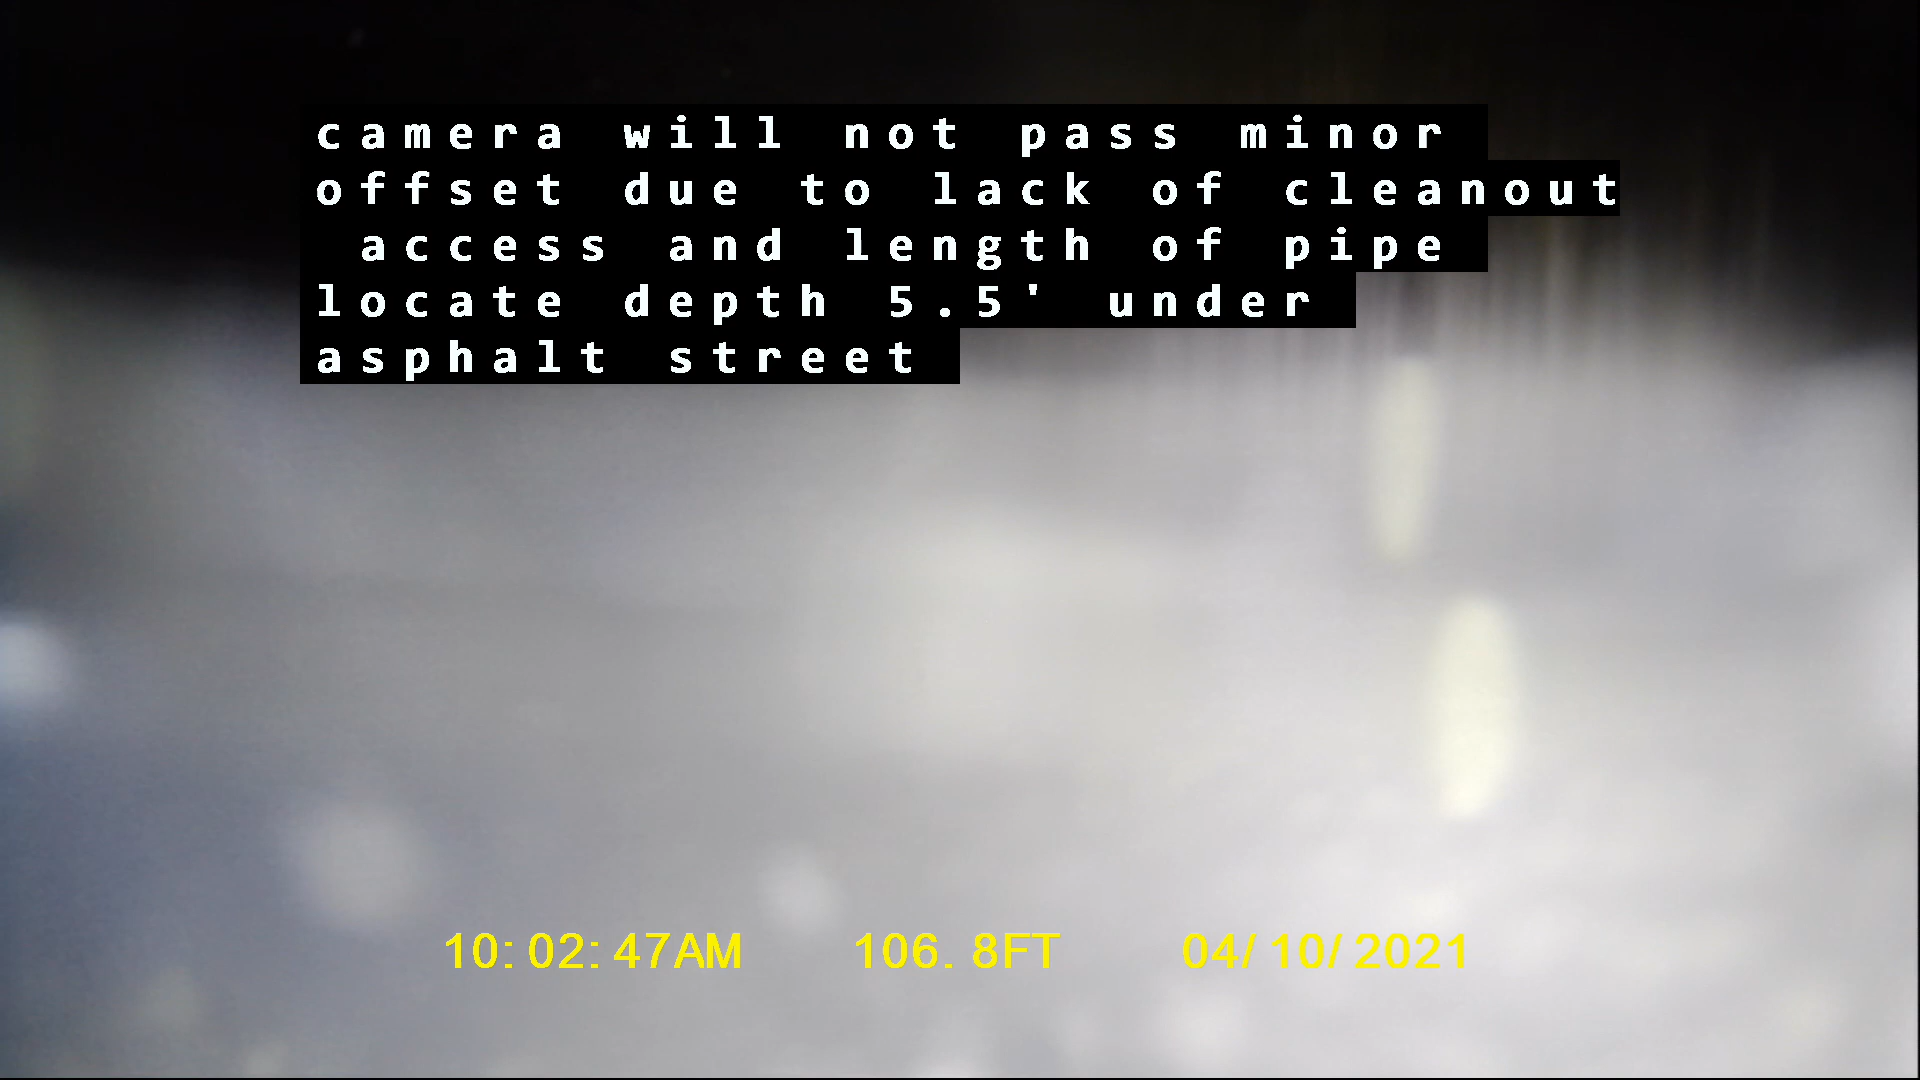 camera will not pass minor
offset due to lack of cleanout
access and length of pipe
locate depth 5.5' under
asphalt street
10:02:47AM 106.8FT 04/10/2021